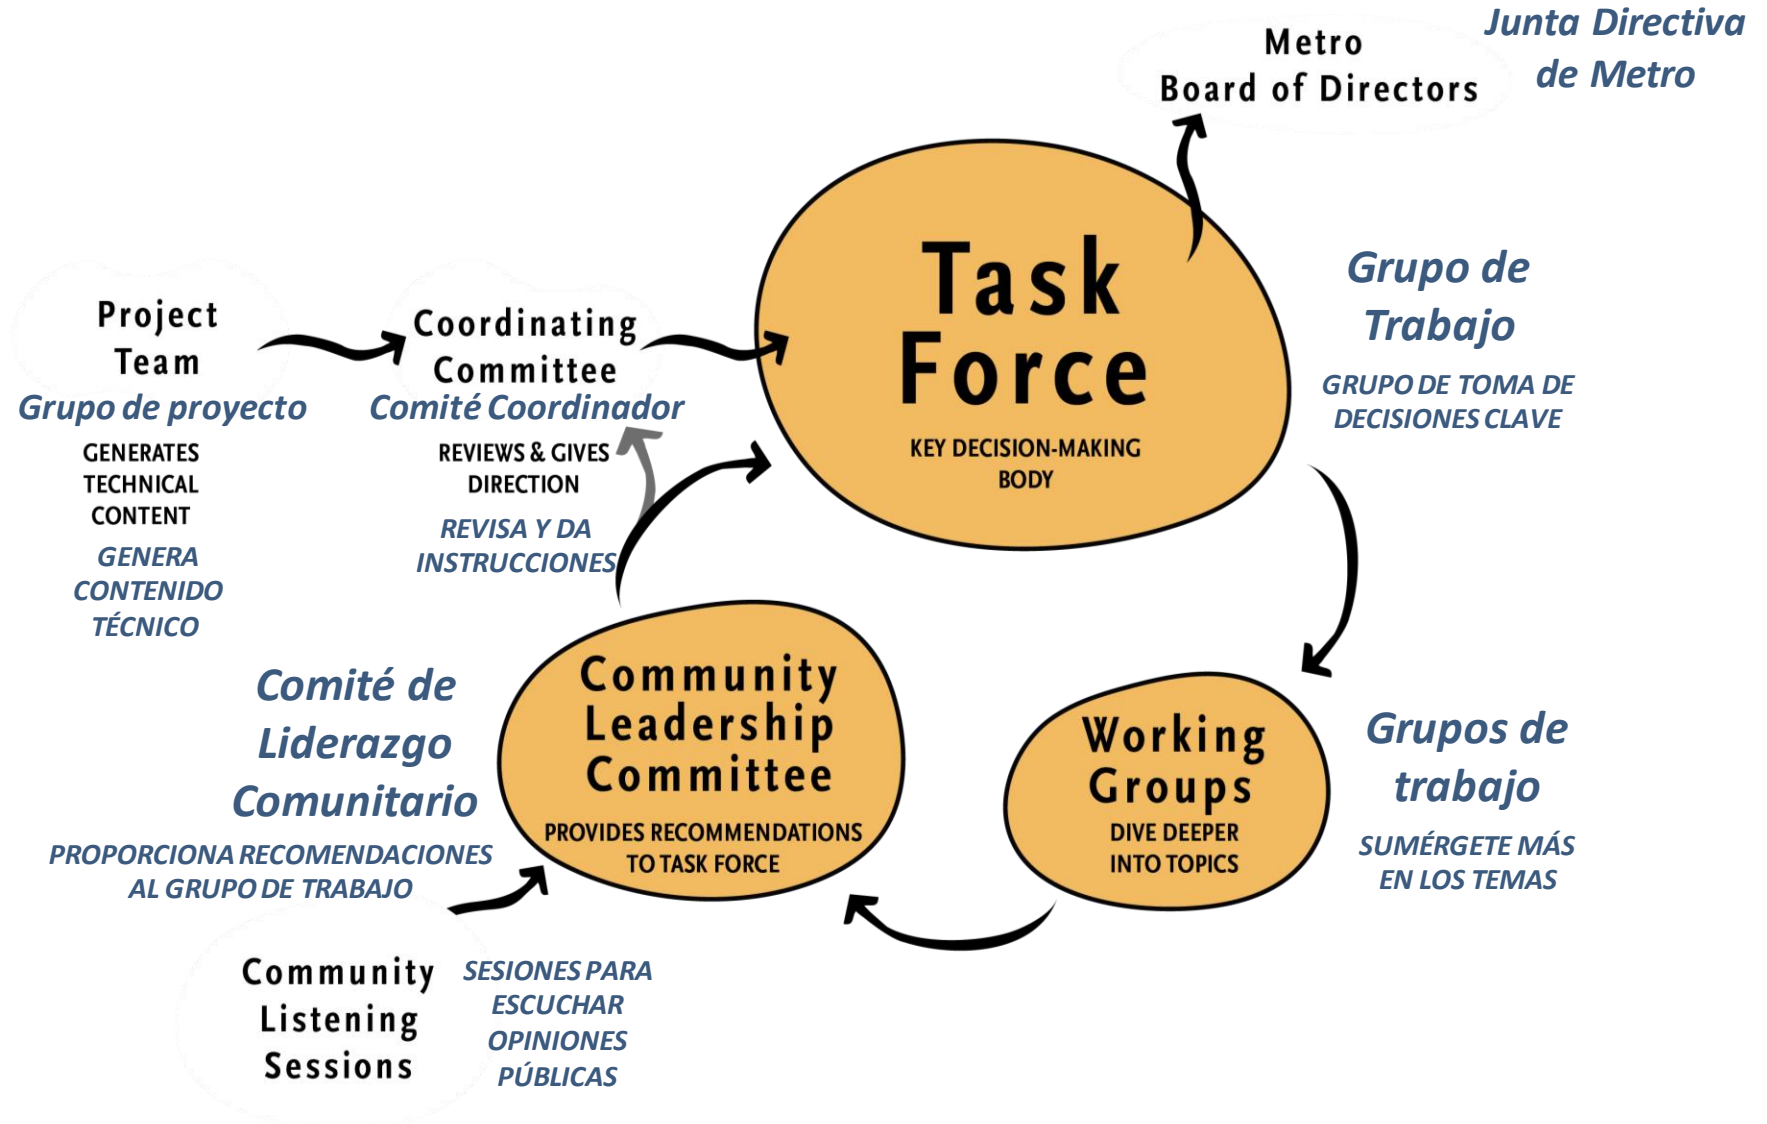 Metro
Board of Directors
Junta Directiva
de Metro
Task
Force
KEY DECISION-MAKING
BODY
Grupo de
Trabajo
GRUPO DE TOMA DE
DECISIONES CLAVE
Project
Team
Grupo de proyecto
GENERATES
TECHNICAL
CONTENT
GENERA
CONTENIDO
TÉCNICO
Coordinating
Committee
Comité Coordinador
REVIEWS & GIVES
DIRECTION
REVISA Y DA
INSTRUCCIONES
Comité de
Liderazgo
Comunitario
PROPORCIONA RECOMENDACIONES
AL GRUPO DE TRABAJO
Community
Leadership
Committee
PROVIDES RECOMMENDATIONS
TO TASK FORCE
Working
Groups
DIVE DEEPER
INTO TOPICS
Grupos de
trabajo
SUMÉRGETE MÁS
EN LOS TEMAS
Community
Listening
Sessions
SESIONES PARA
ESCUCHAR
OPINIONES
PÚBLICAS